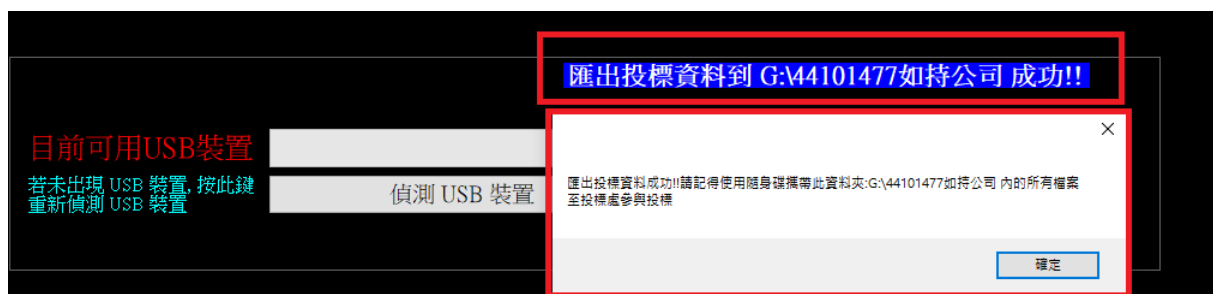 匯出投標資料到 G:\44101477如持公司 成功!!
目前可用USB裝置
若未出現 USB 裝置, 按此鍵
重新偵測 USB 裝置
偵測 USB 裝置
匯出投標資料成功!!請記得使用隨身碟攜帶此資料夾:G:\44101477如持公司 內的所有檔案
至投標處參與投標
確定